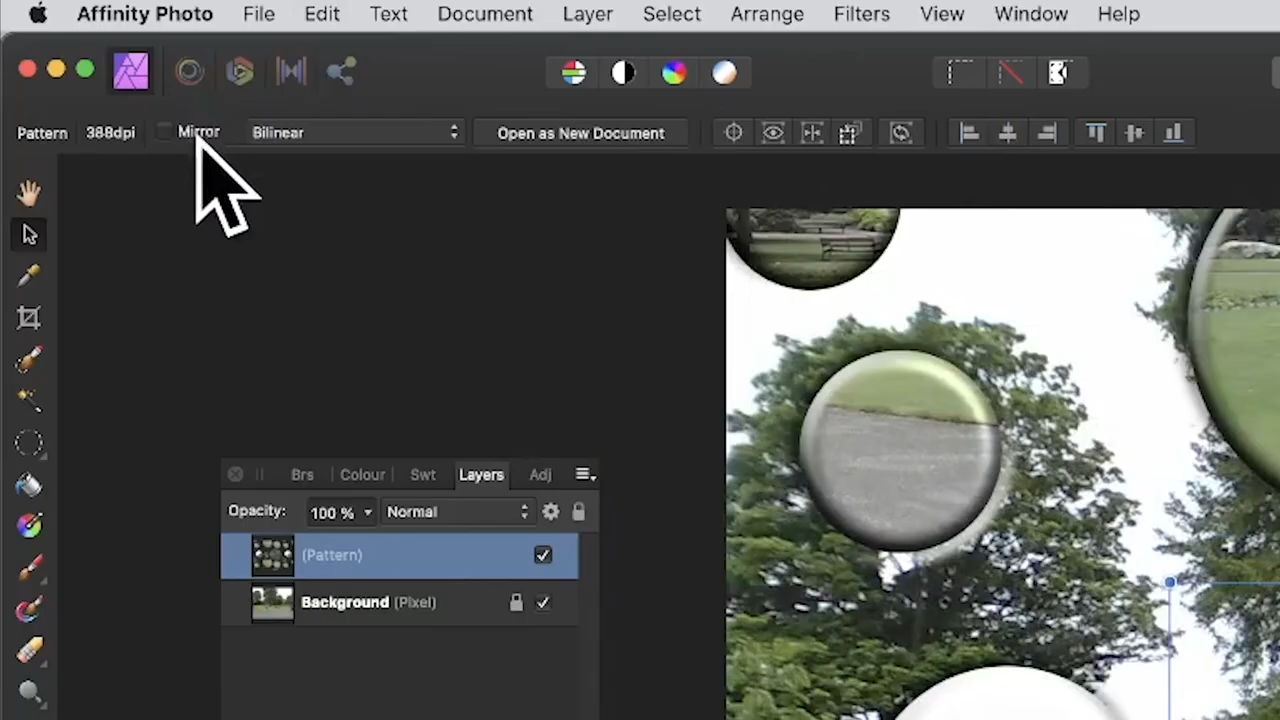 Affinity Photo File Edit Text Document Layer Select Arrange Filters View Window Help
Pattern 388dpi Mirror Bilinear Open as New Document
Brs Colour Swt Layers Adj
Opacity: 100 % Normal
(Pattern)
Background (Pixel)